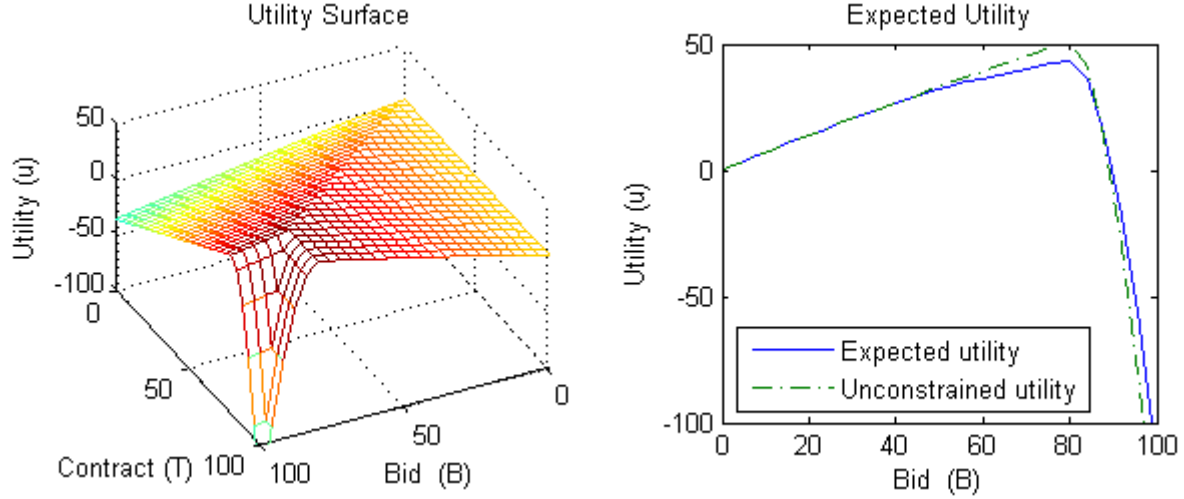 Utility Surface
50
0
-50
-100
Utility (u)
0
50
100
Contract (T)
100
50
0
Bid (B)
Expected Utility
50
0
-50
-100
Utility (u)
Expected utility
Unconstrained utility
0 20 40 60 80 100
Bid (B)